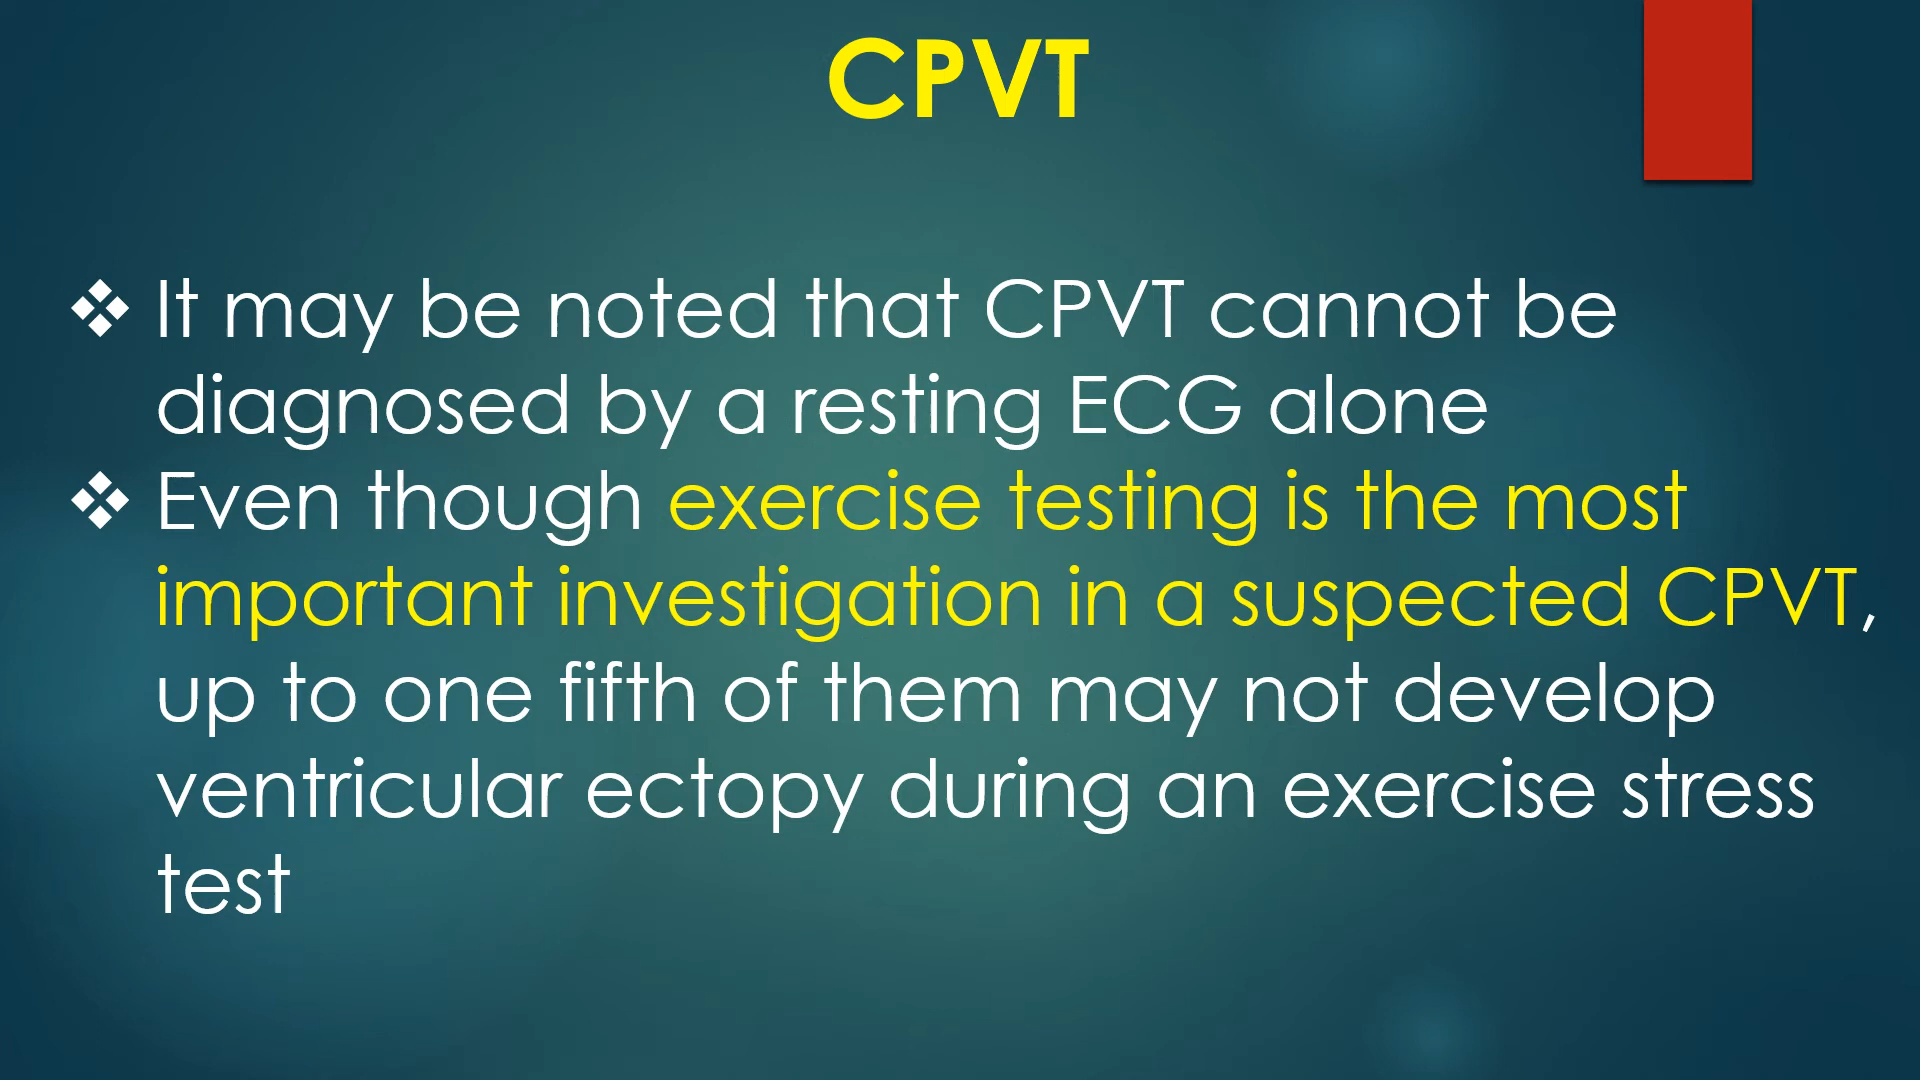 CPVT
❖ It may be noted that CPVT cannot be
diagnosed by a resting ECG alone
❖ Even though exercise testing is the most
important investigation in a suspected CPVT,
up to one fifth of them may not develop
ventricular ectopy during an exercise stress
test